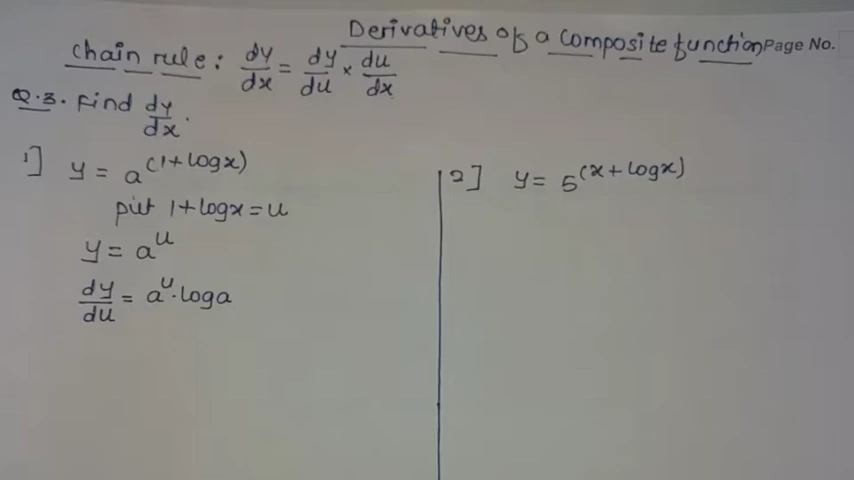 Derivatives of a composite function Page No.
chain rule: dy/dx = dy/du × du/dx
Q.3. Find dy/dx.
1] y = a^(1+logx)
put 1+logx = u
y = a^u
dy/du = a^u · loga
2] y = 5^(x+logx)